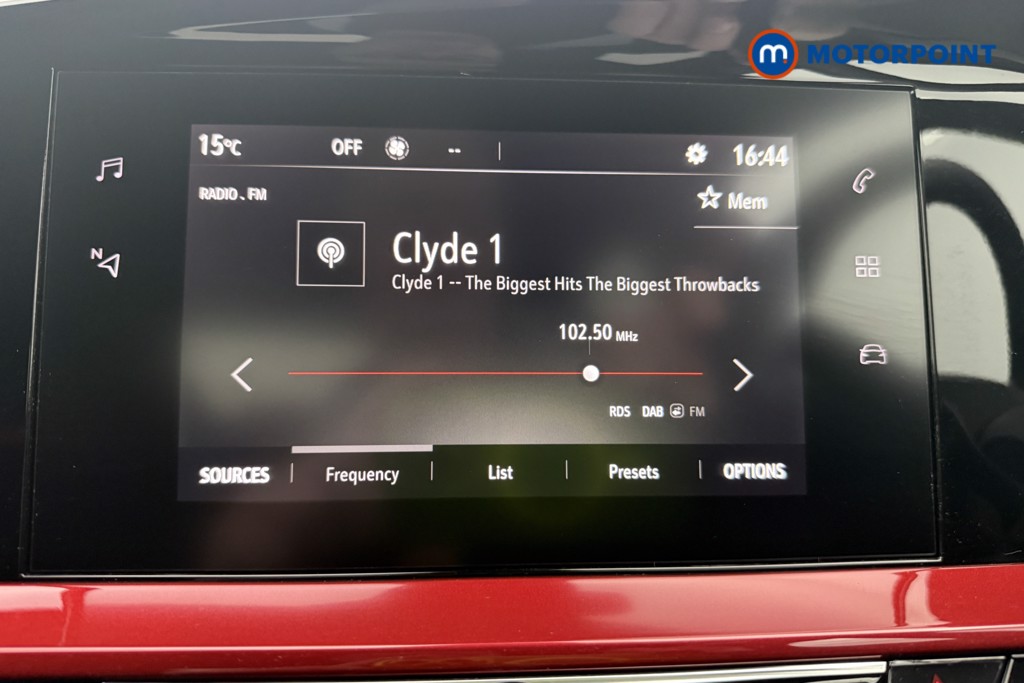 m MOTORPOINT
15°C OFF -- 16:44
RADIO . FM
Mem
Clyde 1
Clyde 1 -- The Biggest Hits The Biggest Throwbacks
102.50 MHz
N
RDS DAB FM
SOURCES Frequency List Presets OPTIONS